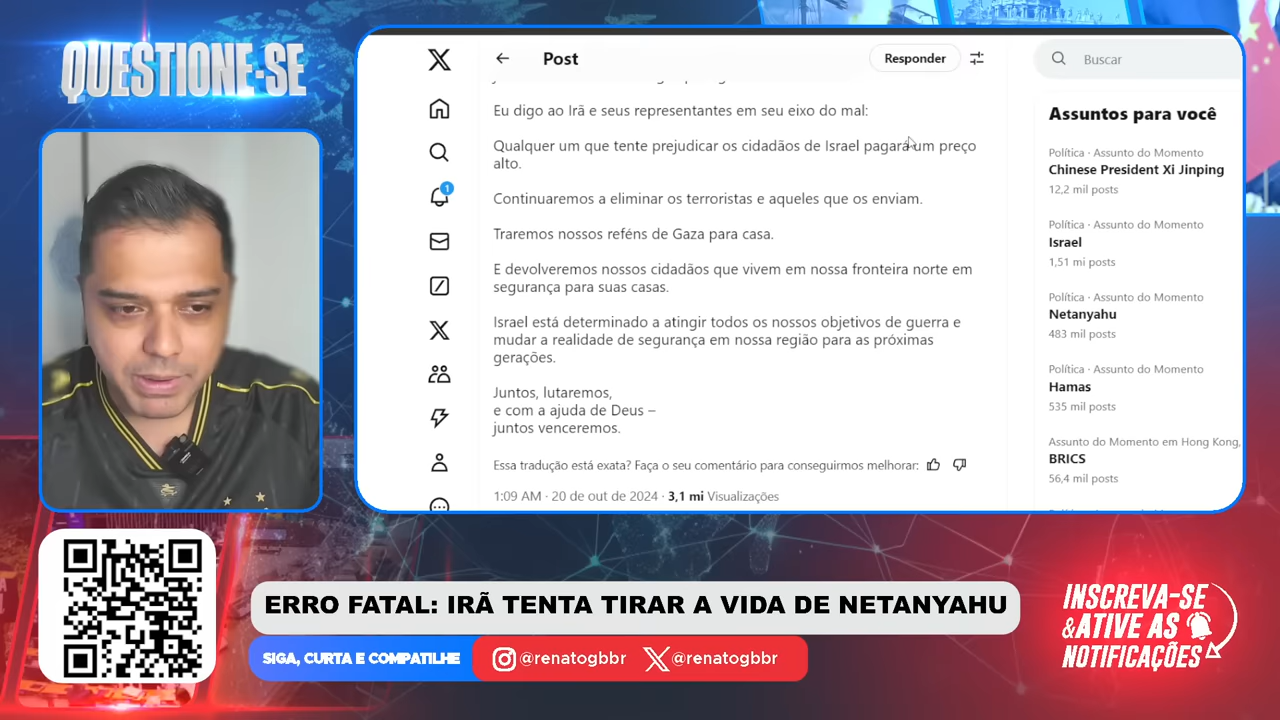 QUESTIONE-SE
Post
Responder
Buscar
Eu digo ao Irã e seus representantes em seu eixo do mal:
Qualquer um que tente prejudicar os cidadãos de Israel pagará um preço
alto.
Continuaremos a eliminar os terroristas e aqueles que os enviam.
Traremos nossos reféns de Gaza para casa.
E devolveremos nossos cidadãos que vivem em nossa fronteira norte em
segurança para suas casas.
Israel está determinado a atingir todos os nossos objetivos de guerra e
mudar a realidade de segurança em nossa região para as próximas
gerações.
Juntos, lutaremos,
e com a ajuda de Deus –
juntos venceremos.
Essa tradução está exata? Faça o seu comentário para conseguirmos melhorar:
1:09 AM · 20 de out de 2024 · 3,1 mi Visualizações
1
Assuntos para você
Política · Assunto do Momento
Chinese President Xi Jinping
12,2 mil posts
Política · Assunto do Momento
Israel
1,51 mi posts
Política · Assunto do Momento
Netanyahu
483 mil posts
Política · Assunto do Momento
Hamas
535 mil posts
Assunto do Momento em Hong Kong,
BRICS
56,4 mil posts
ERRO FATAL: IRÃ TENTA TIRAR A VIDA DE NETANYAHU
SIGA, CURTA E COMPATILHE
@renatogbbr
@renatogbbr
INSCREVA-SE
&ATIVE AS
NOTIFICAÇÕES